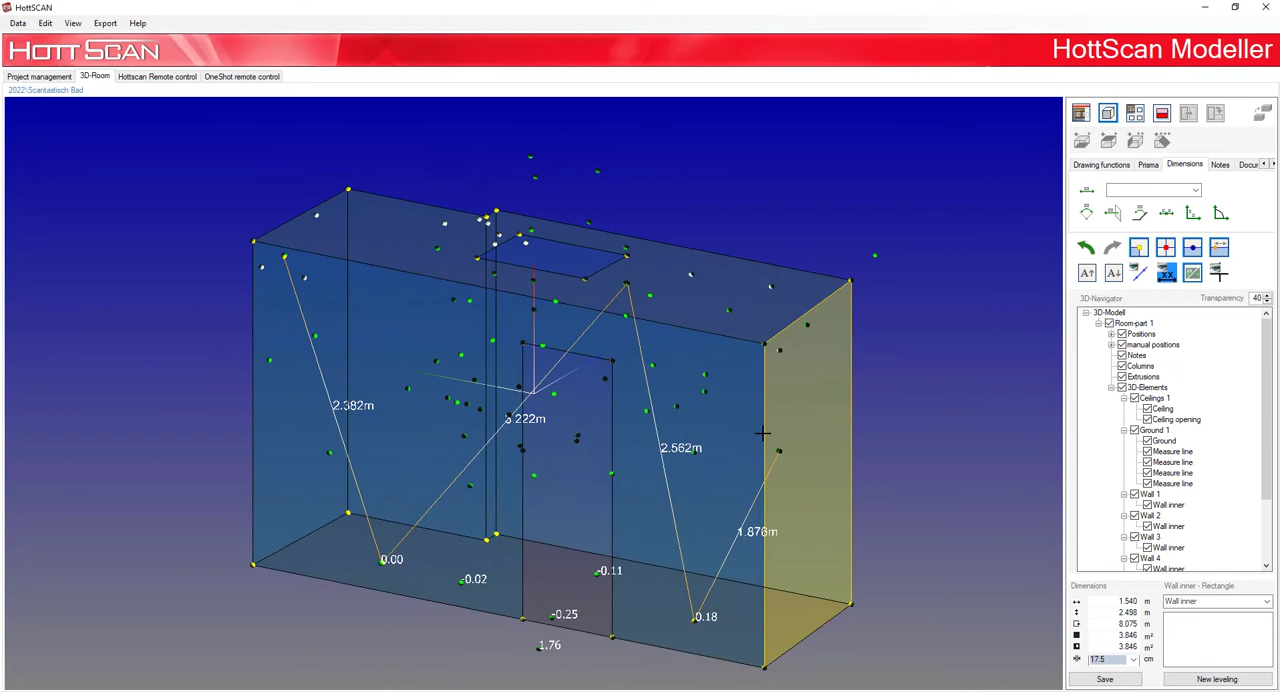 HottSCAN
Data Edit View Export Help
HOTTSCAN
HottScan Modeller
Project management 3D-Room Hottscan Remote control OneShot remote control
2022\Scantastisch Bad
Drawing functions Prisma Dimensions Notes Docur
3D-Navigator Transparency 40
3D-Modell
Room-part 1
Positions
manual positions
Notes
Columns
Extrusions
3D-Elements
Ceilings 1
Ceiling
Ceiling opening
Ground 1
Ground
Measure line
Measure line
Measure line
Measure line
Wall 1
Wall inner
Wall 2
Wall inner
Wall 3
Wall inner
Wall 4
Wall inner
2.382m
3.222m
2.562m
1.876m
0.00
-0.02
-0.11
-0.25
0.18
1.76
Dimensions Wall inner - Rectangle
1.540 m Wall inner
2.498 m
8.075 m
3.846 m²
3.846 m²
17.5 cm
Save New leveling